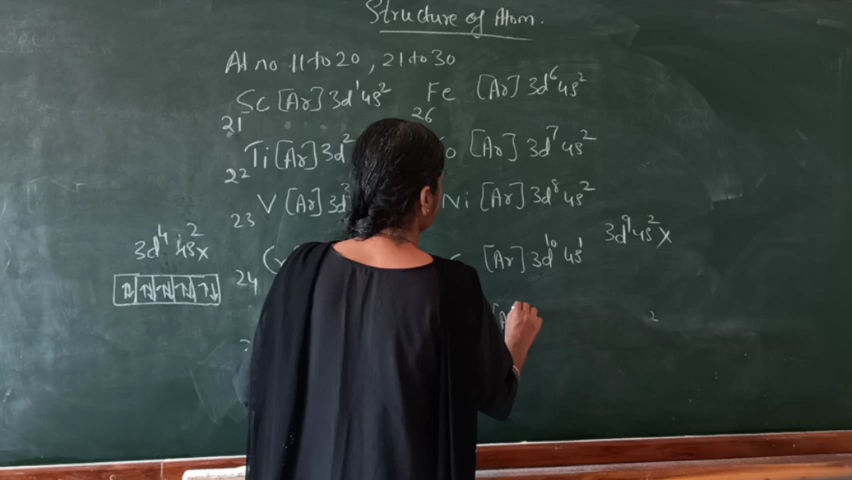 Structure of Atom.
At no 11 to 20, 21 to 30
21 Sc [Ar] 3d¹ 4s²
26 Fe [Ar] 3d⁶ 4s²
22 Ti [Ar] 3d²
[Ar] 3d⁷ 4s²
23 V [Ar] 3d³
Ni [Ar] 3d⁸ 4s²
3d⁴ 4s² x
24
[Ar] 3d¹⁰ 4s¹
3d⁹ 4s² x
2